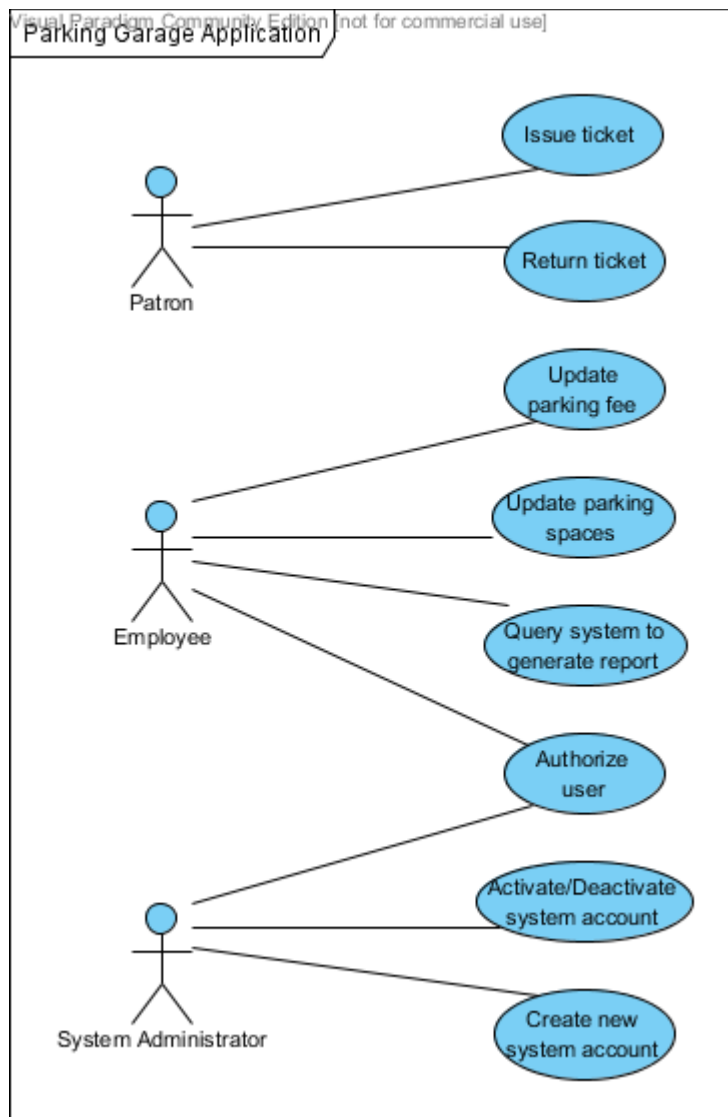 Visual Paradigm Community Edition [not for commercial use]
Parking Garage Application
Issue ticket
Patron
Return ticket
Update
parking fee
Update parking
spaces
Employee
Query system to
generate report
Authorize
user
Activate/Deactivate
system account
System Administrator
Create new
system account